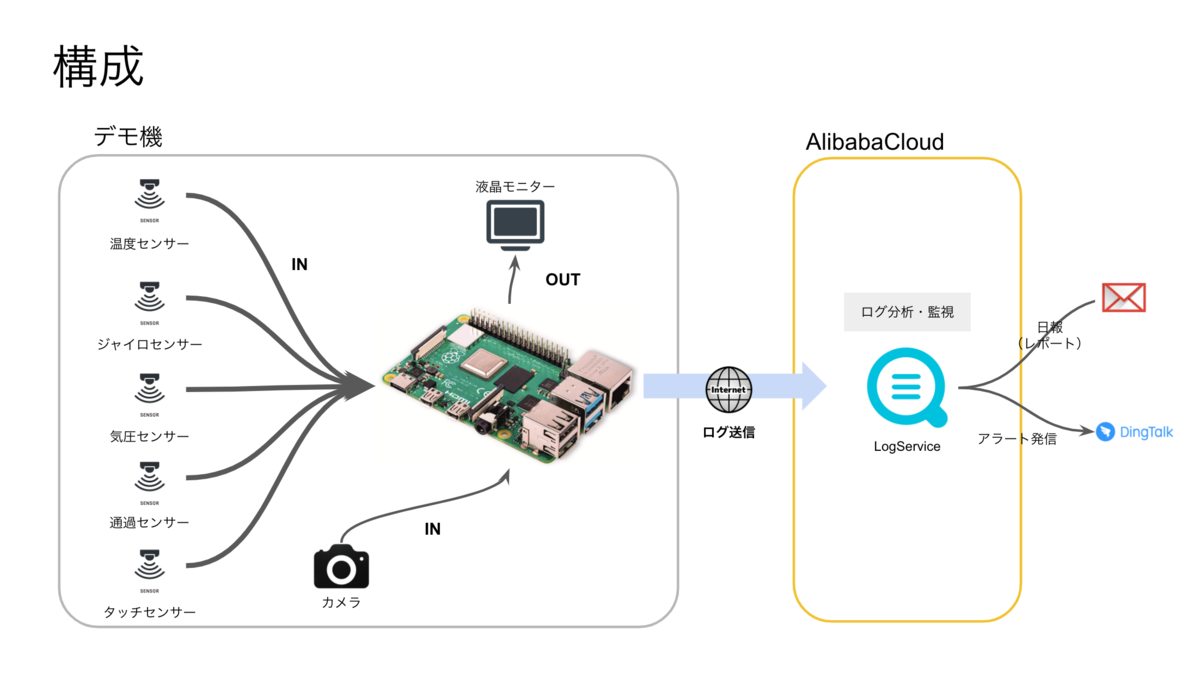 構成
デモ機
AlibabaCloud
SENSOR
温度センサー
IN
液晶モニター
OUT
SENSOR
ジャイロセンサー
SENSOR
気圧センサー
SENSOR
通過センサー
SENSOR
タッチセンサー
IN
カメラ
HDMI
Internet
ログ送信
ログ分析・監視
LogService
日報
(レポート)
アラート発信
DingTalk